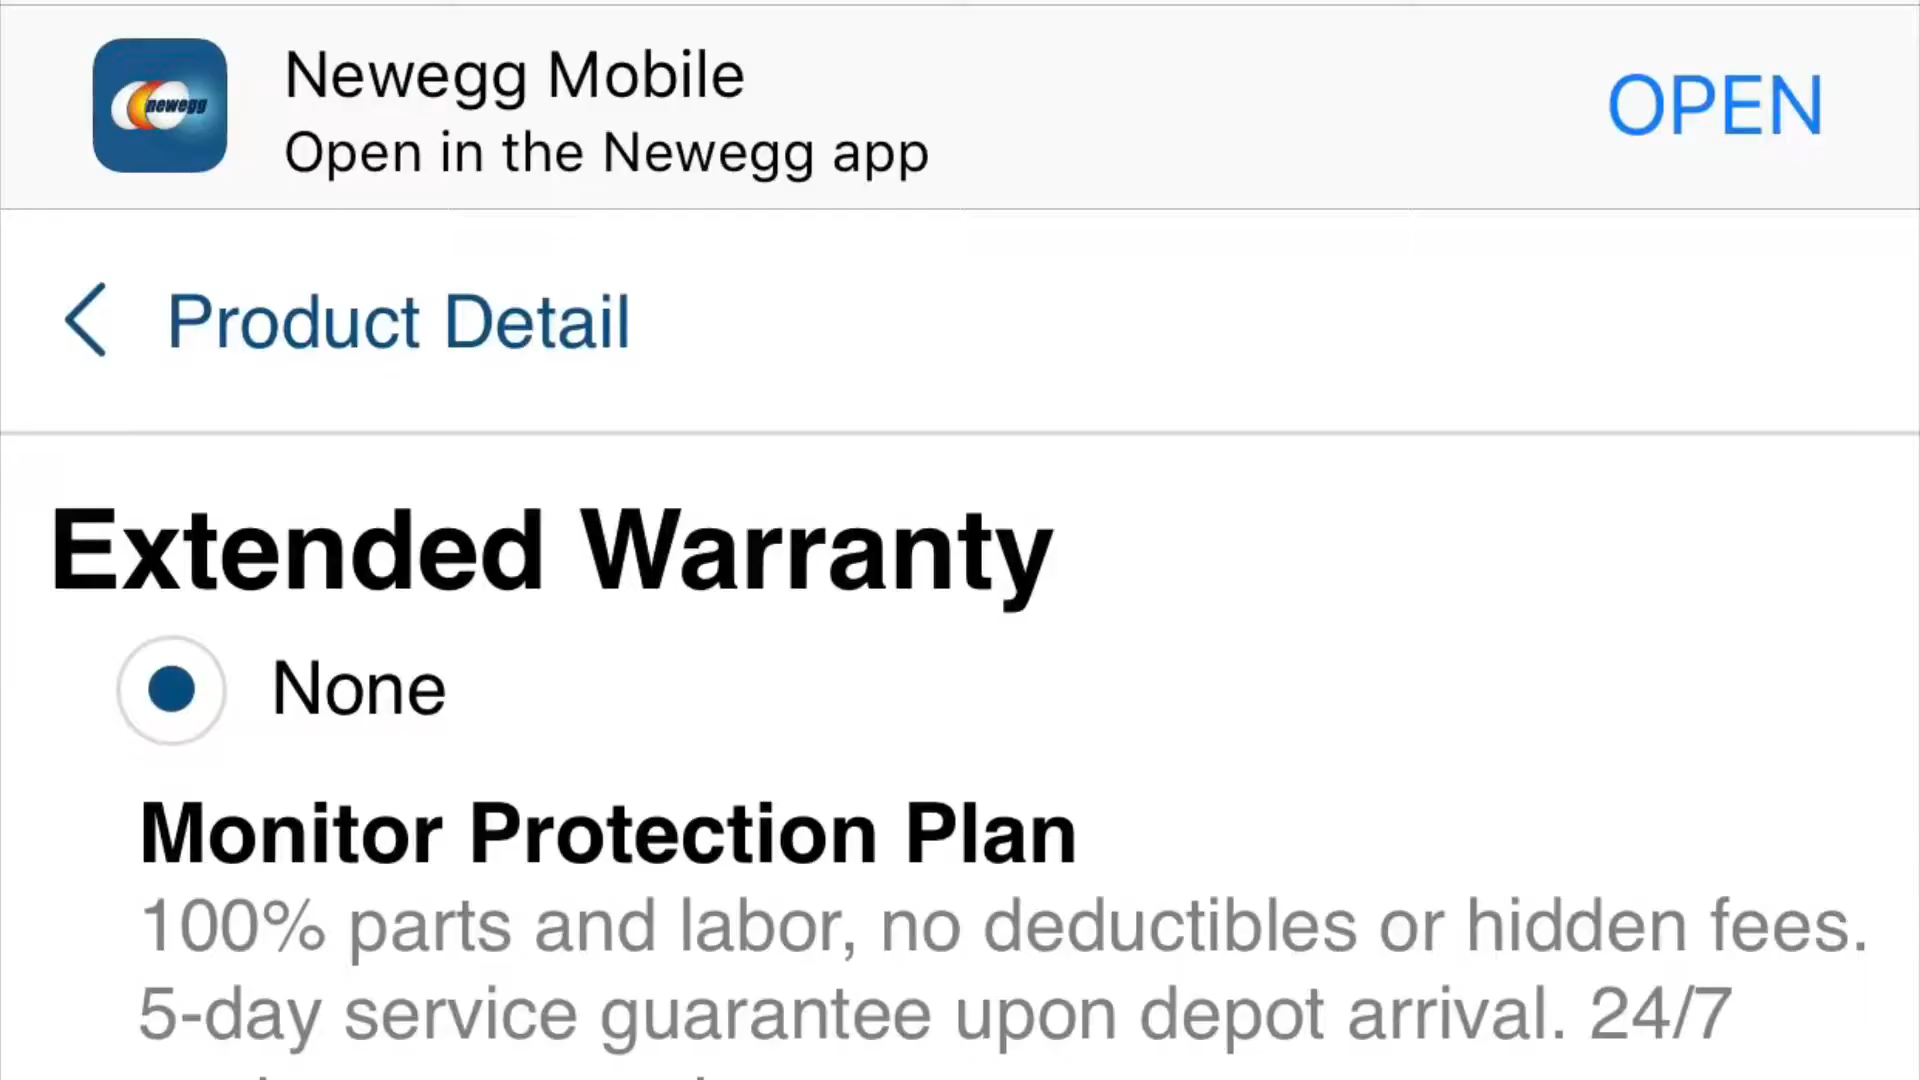 newegg
Newegg Mobile
Open in the Newegg app
OPEN
Product Detail
Extended Warranty
None
Monitor Protection Plan
100% parts and labor, no deductibles or hidden fees.
5-day service guarantee upon depot arrival. 24/7